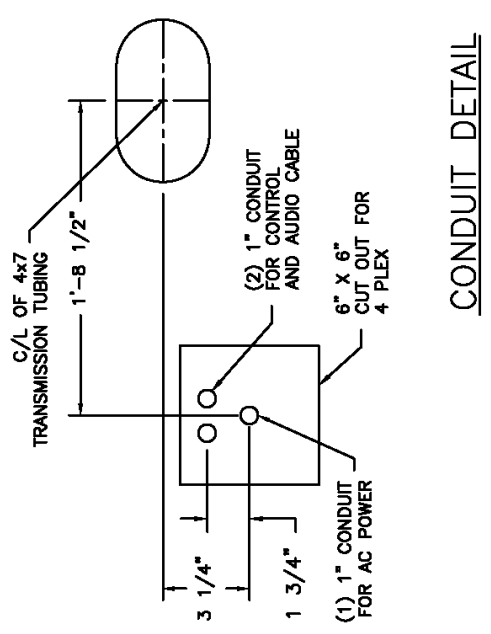 C/L OF 4x7
TRANSMISSION TUBING
1'-8 1/2"
(2) 1" CONDUIT
FOR CONTROL
AND AUDIO CABLE
6" X 6"
CUT OUT FOR
4 PLEX
3 1/4"
1 3/4"
(1) 1" CONDUIT
FOR AC POWER
CONDUIT DETAIL